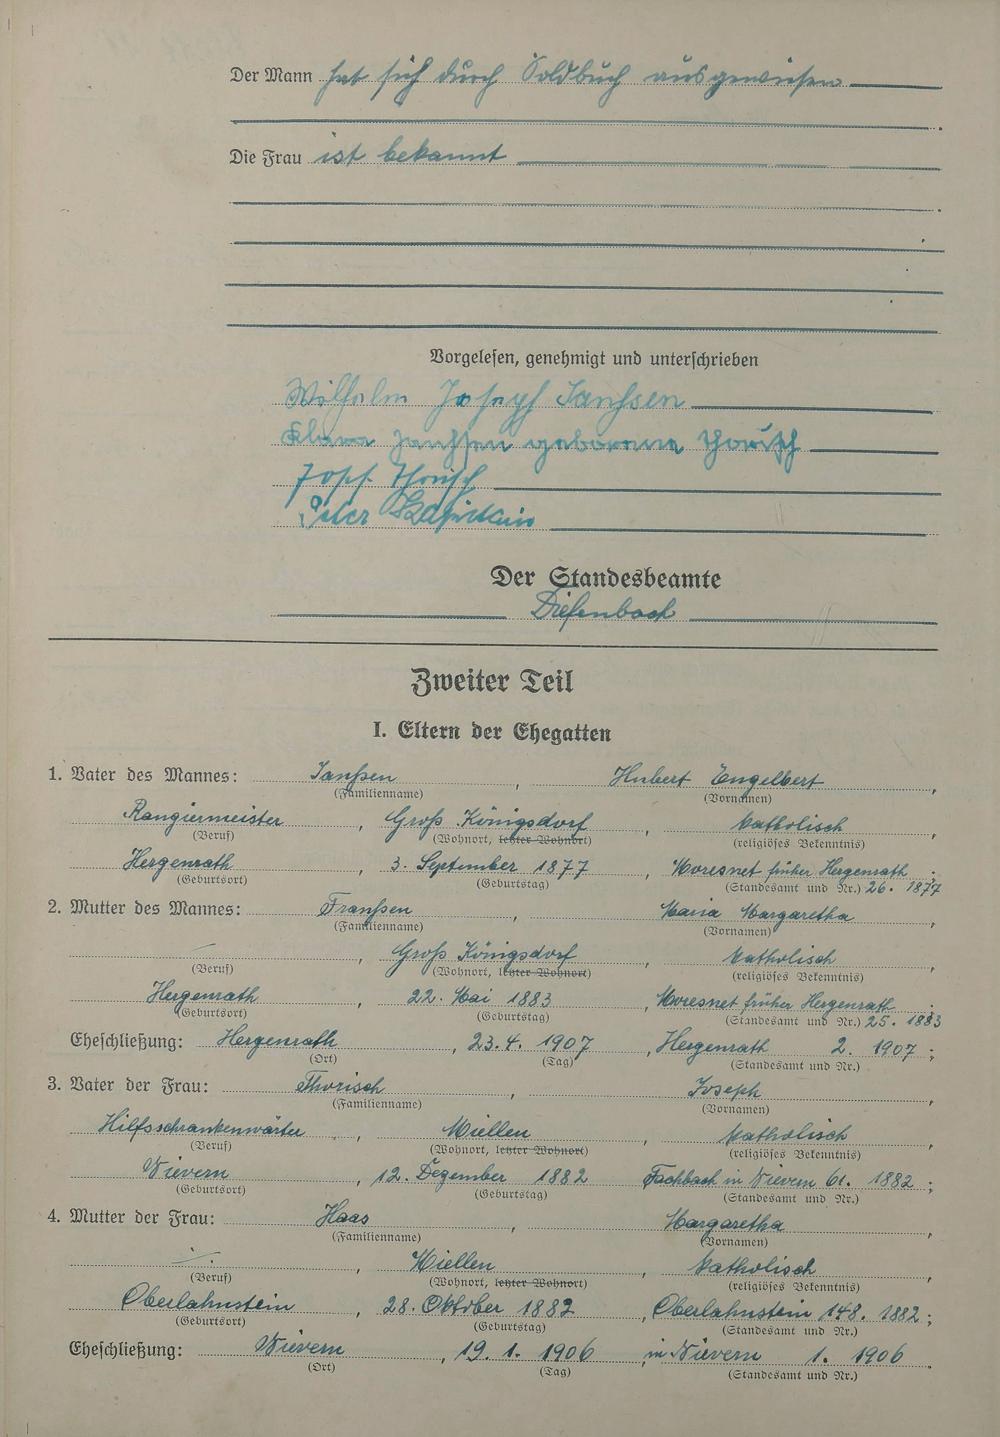 Der Mann hat sich durch Soldbuch ausgewiesen
Die Frau ist bekannt
Vorgelesen, genehmigt und unterschrieben
Wilhelm Joseph Janßen
Klara Janßen geborene Thorisch
Josef Thorisch
Peter
Der Standesbeamte
Diefenbach
Zweiter Teil
I. Eltern der Ehegatten
1. Vater des Mannes: Janßen, Hubert Engelbert,
(Familienname) (Vornamen)
Rangiermeister, Groß Königsdorf, katholisch,
(Beruf) (Wohnort, letzter Wohnort) (religiöses Bekenntnis)
Hergenrath, 3. September 1877, Moresnet früher Hergenrath;
(Geburtsort) (Geburtstag) (Standesamt und Nr.) 26. 1877
2. Mutter des Mannes: Franßen, Maria Margaretha,
(Familienname) (Vornamen)
—, Groß Königsdorf, katholisch,
(Beruf) (Wohnort, letzter Wohnort) (religiöses Bekenntnis)
Hergenrath, 22. Mai 1883, Moresnet früher Hergenrath;
(Geburtsort) (Geburtstag) (Standesamt und Nr.) 25. 1883
Eheschließung: Hergenrath, 23.4. 1907, Hergenrath 2. 1907;
(Ort) (Tag) (Standesamt und Nr.)
3. Vater der Frau: Thorisch, Joseph,
(Familienname) (Vornamen)
Hilfsschrankenwärter, Miellen, katholisch,
(Beruf) (Wohnort, letzter Wohnort) (religiöses Bekenntnis)
Nievern, 12. Dezember 1882 Fachbach in Nievern 61. 1882;
(Geburtsort) (Geburtstag) (Standesamt und Nr.)
4. Mutter der Frau: Haas, Margaretha,
(Familienname) (Vornamen)
—, Miellen, katholisch,
(Beruf) (Wohnort, letzter Wohnort) (religiöses Bekenntnis)
Oberlahnstein, 28. Oktober 1882, Oberlahnstein 148. 1882;
(Geburtsort) (Geburtstag) (Standesamt und Nr.)
Eheschließung: Nievern, 19. 1. 1906, in Nievern 1. 1906.
(Ort) (Tag) (Standesamt und Nr.)